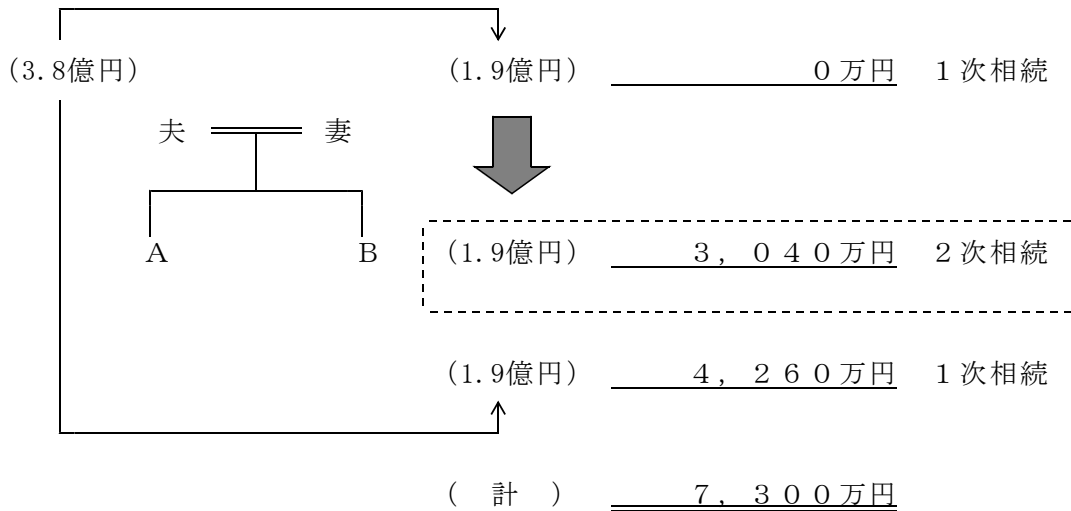 (3.8億円) (1.9億円) 0万円 1次相続
夫 妻
A B (1.9億円) 3,040万円 2次相続
(1.9億円) 4,260万円 1次相続
( 計 ) 7,300万円